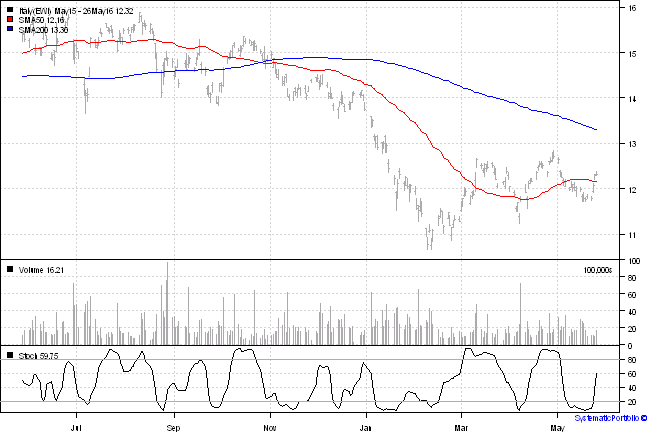 Italy(EWI) May15 - 26May16 12.32
SMA50 12.16
SMA200 13.36
16
15
14
13
12
11
Volume 16.21
100,000s
100
80
60
40
20
0
Stoch 59.75
80
60
40
20
Jul
Sep
Nov
Jan
Mar
May
SystematicPortfolio ©